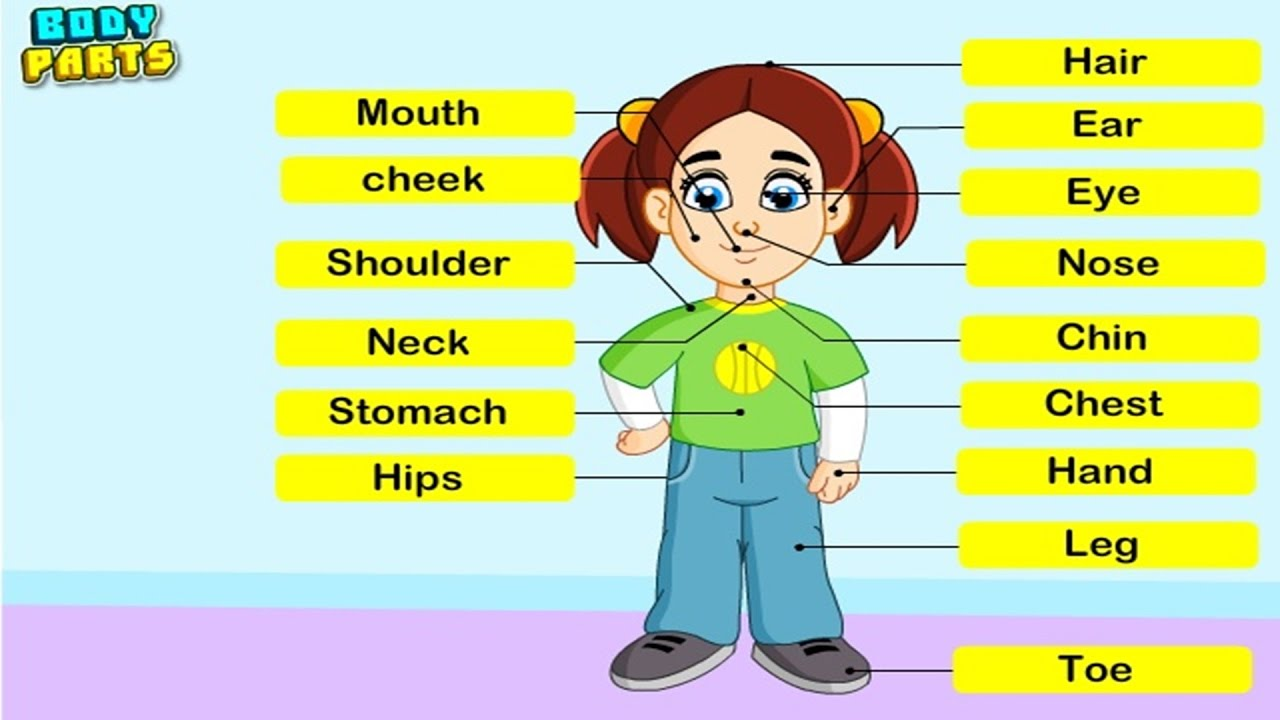 BODY
PARTS
Mouth
cheek
Shoulder
Neck
Stomach
Hips
Hair
Ear
Eye
Nose
Chin
Chest
Hand
Leg
Toe